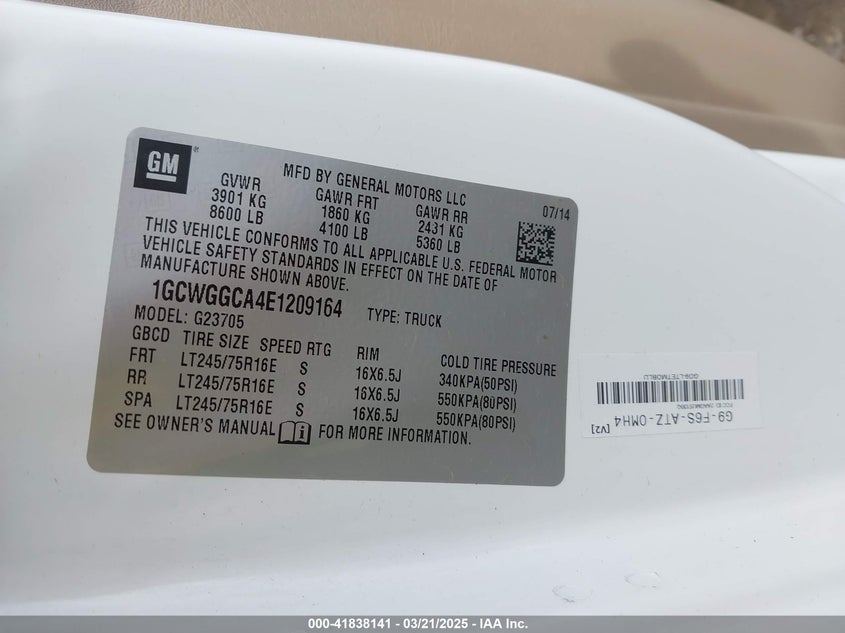 GM
MFD BY GENERAL MOTORS LLC
GVWR GAWR FRT GAWR RR 07/14
3901 KG 1860 KG 2431 KG
8600 LB 4100 LB 5360 LB
THIS VEHICLE CONFORMS TO ALL APPLICABLE U.S. FEDERAL MOTOR
VEHICLE SAFETY STANDARDS IN EFFECT ON THE DATE OF
MANUFACTURE SHOWN ABOVE.
1GCWGGCA4E1209164
MODEL: G23705 TYPE: TRUCK
GBCD TIRE SIZE SPEED RTG RIM COLD TIRE PRESSURE
FRT LT245/75R16E S 16X6.5J 340KPA(50PSI)
RR LT245/75R16E S 16X6.5J 550KPA(80PSI)
SPA LT245/75R16E S 16X6.5J 550KPA(80PSI)
SEE OWNER'S MANUAL FOR MORE INFORMATION.
G9-F6S-ATZ-0MH4 [V2]
000-41838141 - 03/21/2025 - IAA Inc.